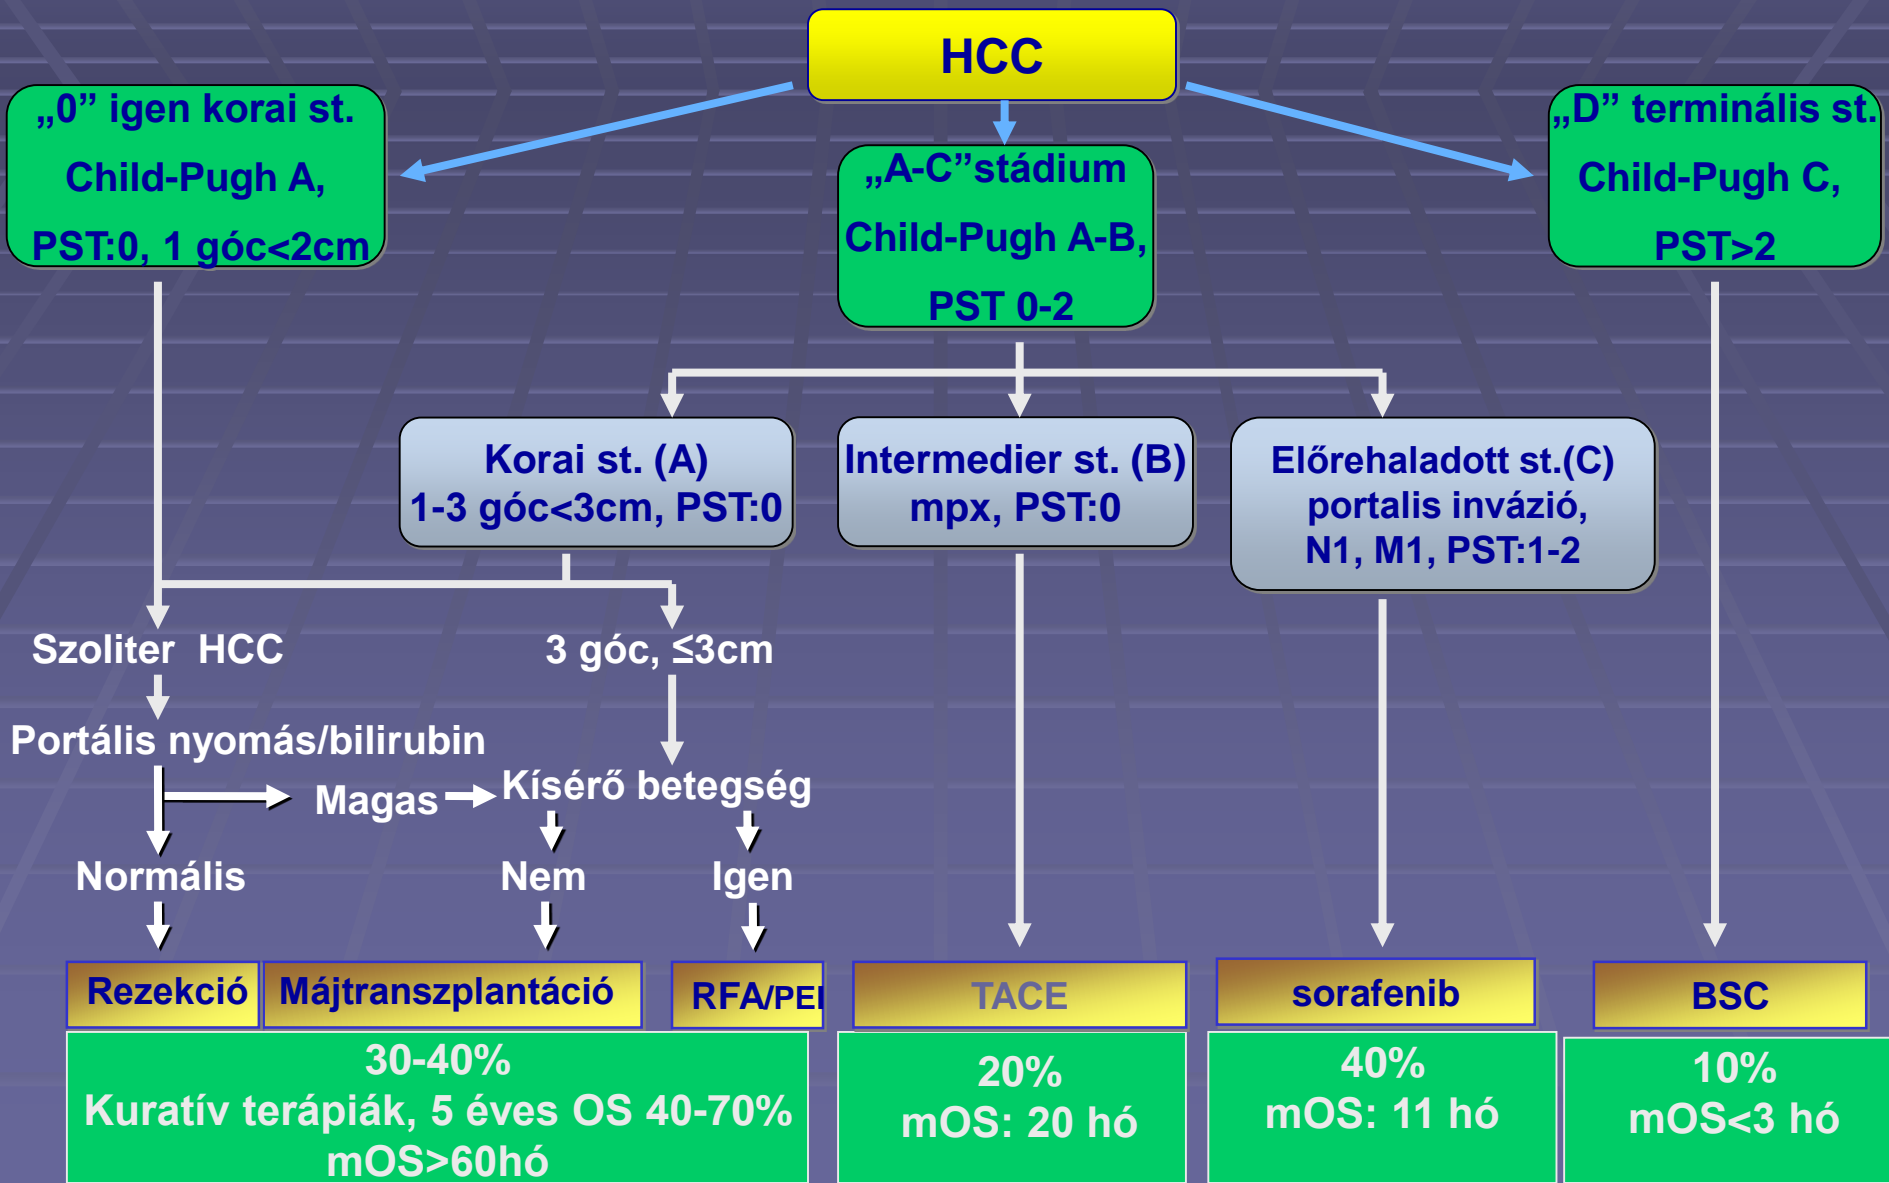 HCC
„0” igen korai st.
Child-Pugh A,
PST:0, 1 góc<2cm
„A-C”stádium
Child-Pugh A-B,
PST 0-2
„D” terminális st.
Child-Pugh C,
PST>2
Korai st. (A)
1-3 góc<3cm, PST:0
Intermedier st. (B)
mpx, PST:0
Előrehaladott st.(C)
portalis invázió,
N1, M1, PST:1-2
Szoliter HCC
3 góc, ≤3cm
Portális nyomás/bilirubin
Magas
Kísérő betegség
Normális
Nem
Igen
Rezekció
Májtranszplantáció
RFA/PEI
TACE
sorafenib
BSC
30-40%
Kuratív terápiák, 5 éves OS 40-70%
mOS>60hó
20%
mOS: 20 hó
40%
mOS: 11 hó
10%
mOS<3 hó